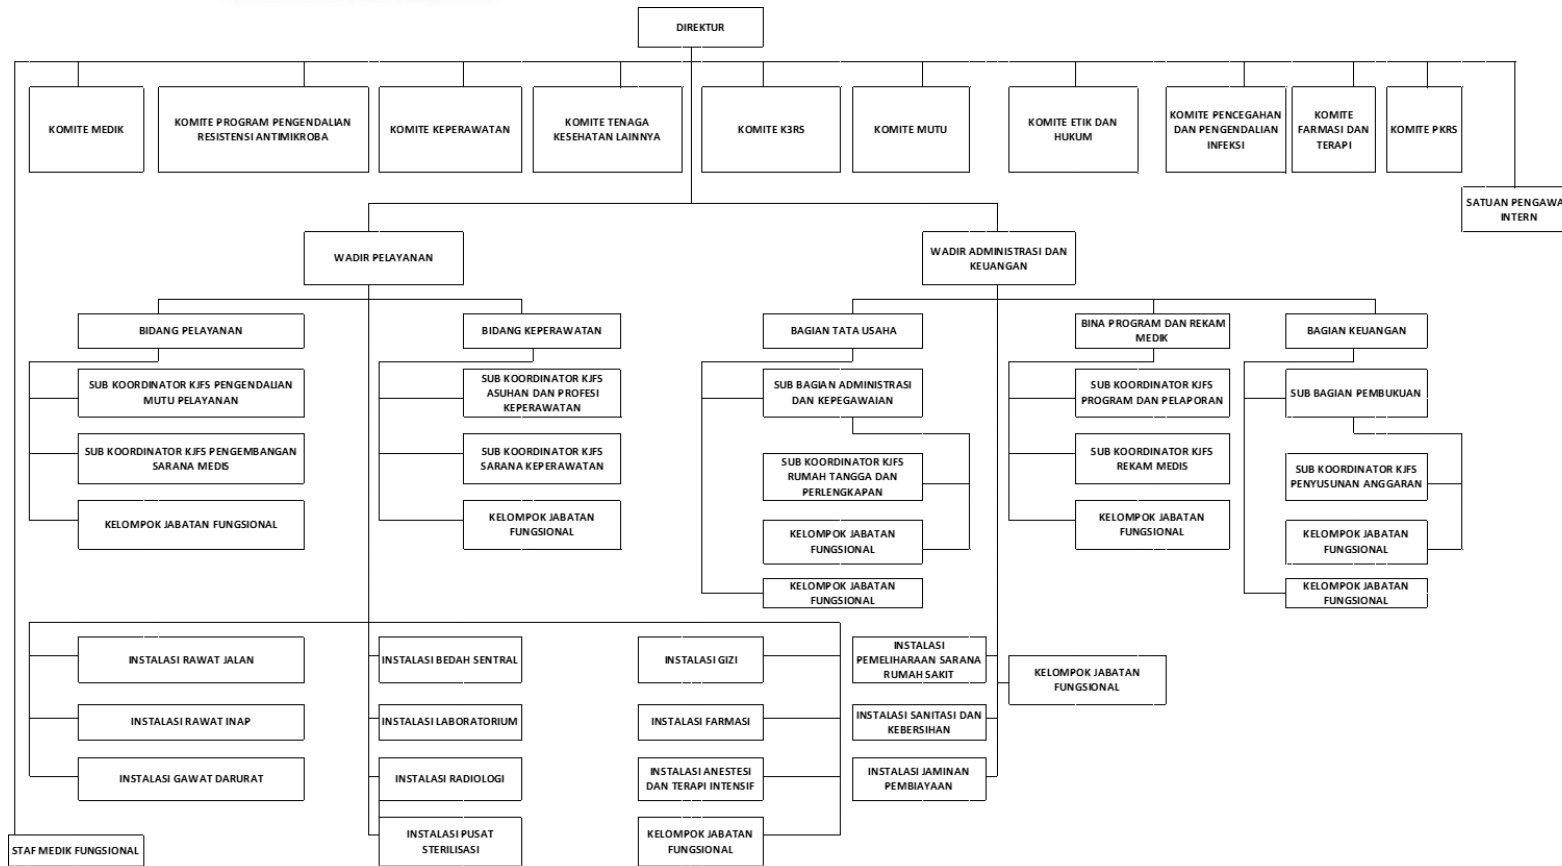 DIREKTUR
KOMITE MEDIK
KOMITE PROGRAM PENGENDALIAN
RESISTENSI ANTIMIKROBA
KOMITE KEPERAWATAN
KOMITE TENAGA
KESEHATAN LAINNYA
KOMITE K3RS
KOMITE MUTU
KOMITE ETIK DAN
HUKUM
KOMITE PENCEGAHAN
DAN PENGENDALIAN
INFEKSI
KOMITE
FARMASI DAN
TERAPI
KOMITE PKRS
SATUAN PENGAWA
INTERN
WADIR PELAYANAN
WADIR ADMINISTRASI DAN
KEUANGAN
BIDANG PELAYANAN
BIDANG KEPERAWATAN
BAGIAN TATA USAHA
BINA PROGRAM DAN REKAM
MEDIK
BAGIAN KEUANGAN
SUB KOORDINATOR KJFS PENGENDALIAN
MUTU PELAYANAN
SUB KOORDINATOR KJFS
ASUHAN DAN PROFESI
KEPERAWATAN
SUB BAGIAN ADMINISTRASI
DAN KEPEGAWAIAN
SUB KOORDINATOR KJFS
PROGRAM DAN PELAPORAN
SUB BAGIAN PEMBUKUAN
SUB KOORDINATOR KJFS PENGEMBANGAN
SARANA MEDIS
SUB KOORDINATOR KJFS
SARANA KEPERAWATAN
SUB KOORDINATOR KJFS
RUMAH TANGGA DAN
PERLENGKAPAN
SUB KOORDINATOR KJFS
REKAM MEDIS
SUB KOORDINATOR KJFS
PENYUSUNAN ANGGARAN
KELOMPOK JABATAN FUNGSIONAL
KELOMPOK JABATAN
FUNGSIONAL
KELOMPOK JABATAN
FUNGSIONAL
KELOMPOK JABATAN
FUNGSIONAL
KELOMPOK JABATAN
FUNGSIONAL
KELOMPOK JABATAN
FUNGSIONAL
KELOMPOK JABATAN
FUNGSIONAL
INSTALASI RAWAT JALAN
INSTALASI BEDAH SENTRAL
INSTALASI GIZI
INSTALASI
PEMELIHARAAN SARANA
RUMAH SAKIT
KELOMPOK JABATAN
FUNGSIONAL
INSTALASI RAWAT INAP
INSTALASI LABORATORIUM
INSTALASI FARMASI
INSTALASI SANITASI DAN
KEBERSIHAN
INSTALASI GAWAT DARURAT
INSTALASI RADIOLOGI
INSTALASI ANESTESI
DAN TERAPI INTENSIF
INSTALASI JAMINAN
PEMBIAYAAN
STAF MEDIK FUNGSIONAL
INSTALASI PUSAT
STERILISASI
KELOMPOK JABATAN
FUNGSIONAL